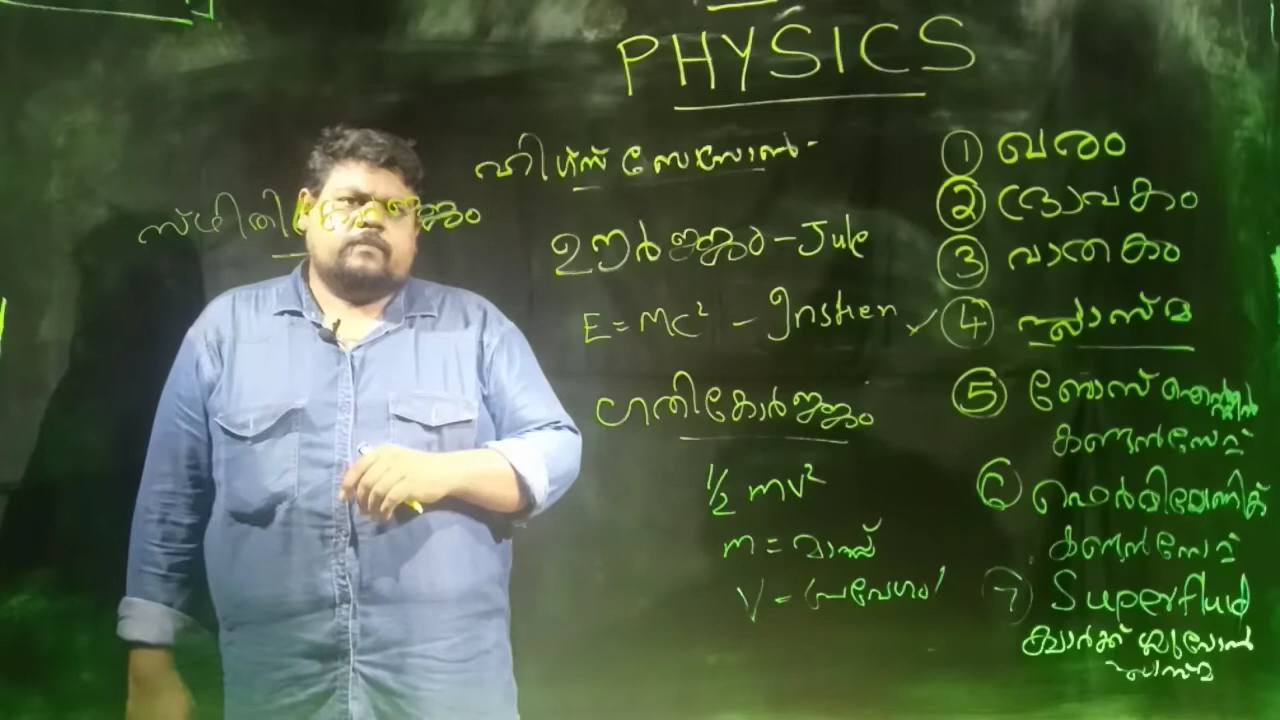 PHYSICS
ഹിഗ്സ് ബോസോൺ
സ്ഥിതികോർജ്ജം
ഊർജ്ജം - Jule
E = MC² - Instien
ഗതികോർജ്ജം
½ mv²
m = മാസ്സ്
V = പ്രവേഗം
① ഖരം
② ദ്രാവകം
③ വാതകം
④ പ്ലാസ്മ
⑤ ബോസ് ഐൻസ്റ്റീൻ
കണ്ടൻസേറ്റ്
⑥ ഫെർമിയോണിക്
കണ്ടൻസേറ്റ്
⑦ Superfluid
ക്വാർക്ക് ഗ്ലുവോൺ
പ്ലാസ്മ